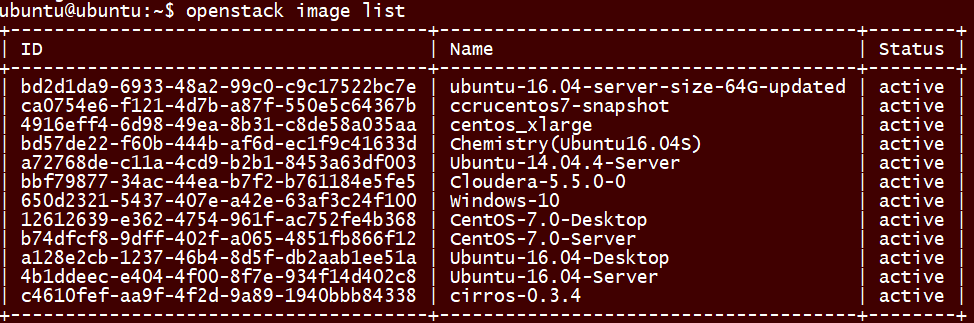 ubuntu@ubuntu:~$ openstack image list
+--------------------------------------+--------------------------------------+--------+
| ID                                   | Name                                 | Status |
+--------------------------------------+--------------------------------------+--------+
| bd2d1da9-6933-48a2-99c0-c9c17522bc7e | ubuntu-16.04-server-size-64G-updated | active |
| ca0754e6-f121-4d7b-a87f-550e5c64367b | ccrucentos7-snapshot                 | active |
| 4916eff4-6d98-49ea-8b31-c8de58a035aa | centos_xlarge                        | active |
| bd57de22-f60b-444b-af6d-ec1f9c41633d | Chemistry(Ubuntu16.04S)              | active |
| a72768de-c11a-4cd9-b2b1-8453a63df003 | Ubuntu-14.04.4-Server                | active |
| bbf79877-34ac-44ea-b7f2-b761184e5fe5 | Cloudera-5.5.0-0                     | active |
| 650d2321-5437-407e-a42e-63af3c24f100 | Windows-10                           | active |
| 12612639-e362-4754-961f-ac752fe4b368 | CentOS-7.0-Desktop                   | active |
| b74dfcf8-9dff-402f-a065-4851fb866f12 | CentOS-7.0-Server                    | active |
| a128e2cb-1237-46b4-8d5f-db2aab1ee51a | Ubuntu-16.04-Desktop                 | active |
| 4b1ddeec-e404-4f00-8f7e-934f14d402c8 | Ubuntu-16.04-Server                  | active |
| c4610fef-aa9f-4f2d-9a89-1940bbb84338 | cirros-0.3.4                         | active |
+--------------------------------------+--------------------------------------+--------+